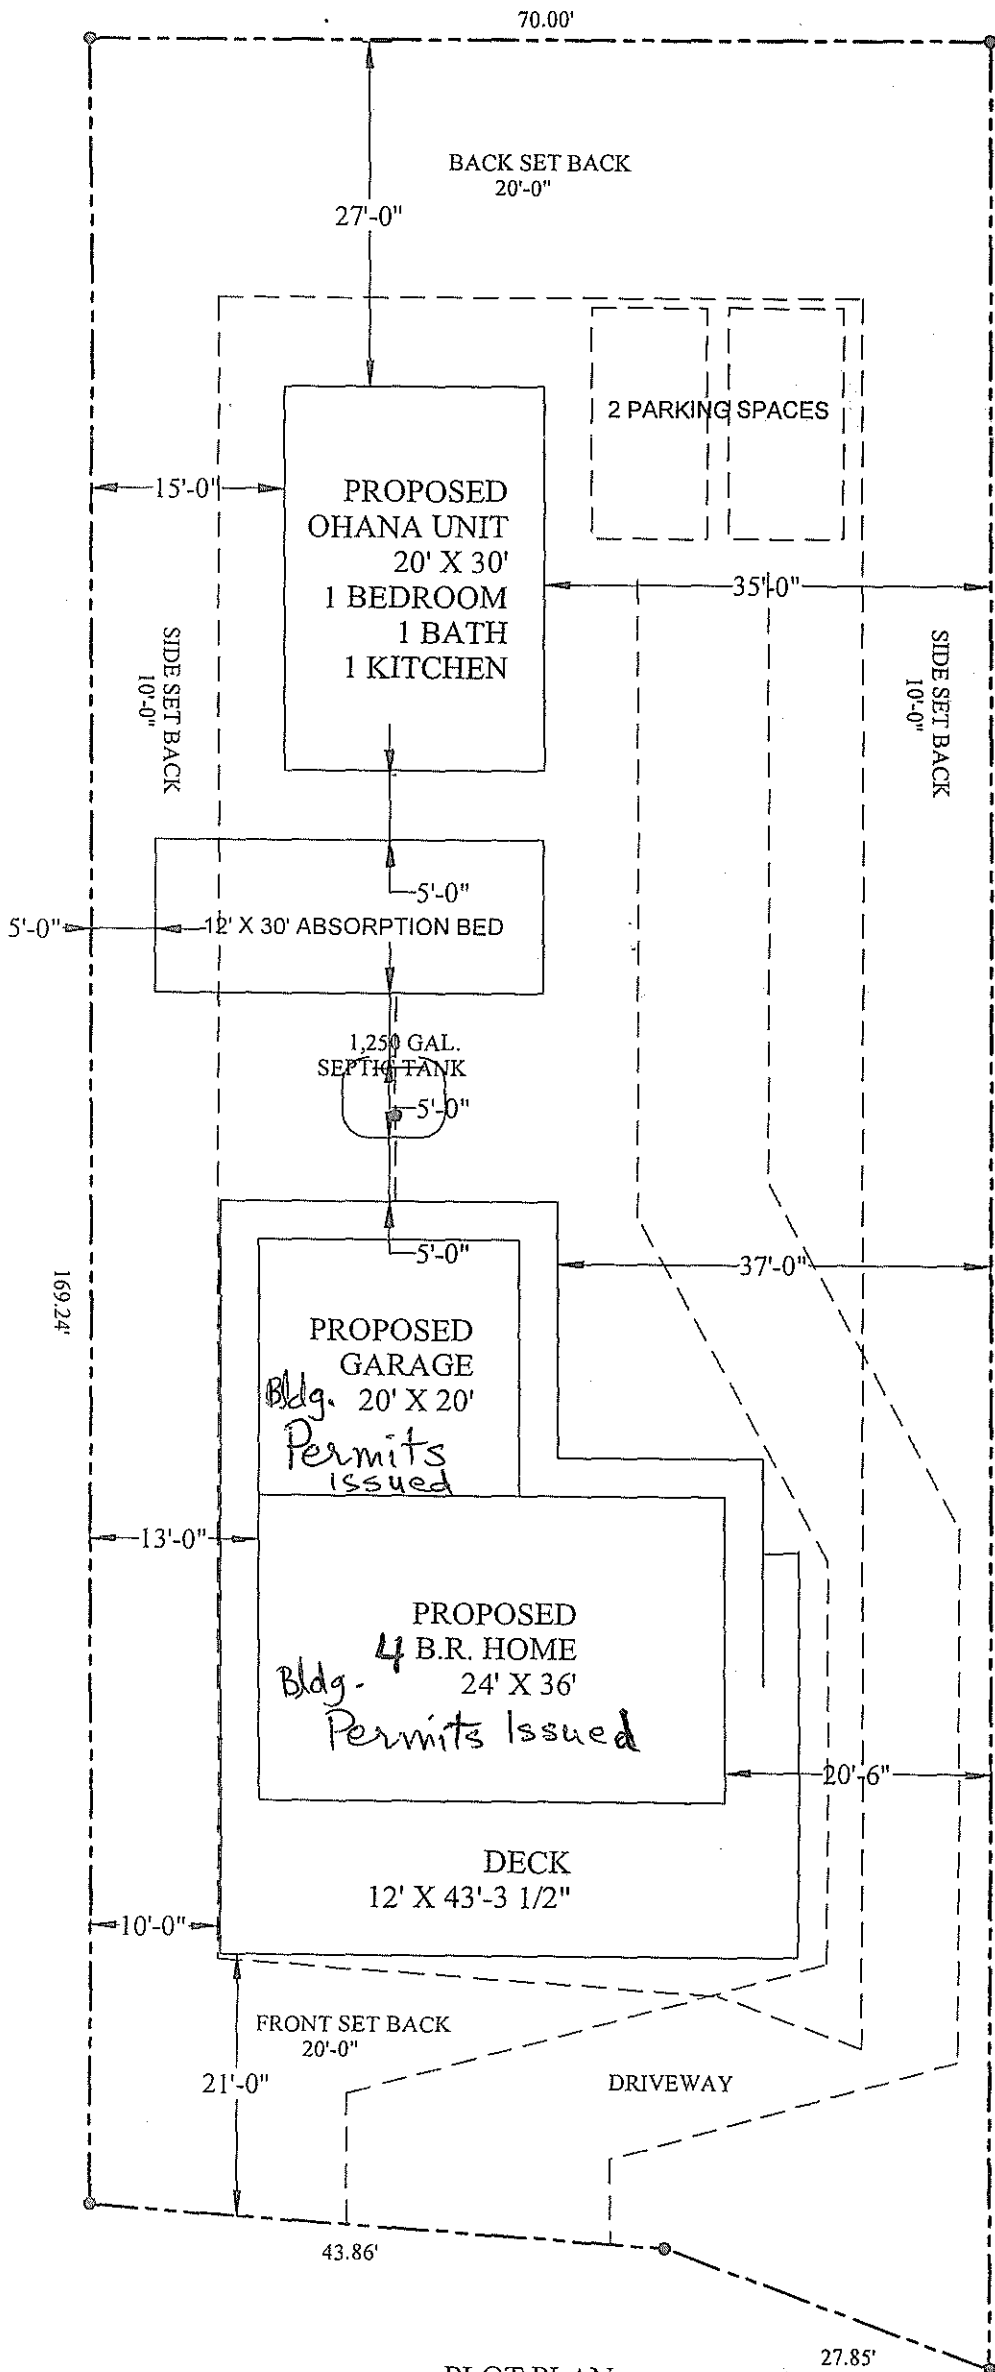 70.00'
BACK SET BACK
20'-0"
27'-0"
2 PARKING SPACES
15'-0"
PROPOSED
OHANA UNIT
20' X 30'
1 BEDROOM
1 BATH
1 KITCHEN
35'-0"
SIDE SET BACK
10'-0"
SIDE SET BACK
10'-0"
5'-0"
5'-0"
12' X 30' ABSORPTION BED
1,250 GAL.
SEPTIC TANK
5'-0"
5'-0"
37'-0"
169.24'
PROPOSED
GARAGE
Bldg. 20' X 20'
Permits
issued
13'-0"
PROPOSED
4 B.R. HOME
Bldg. 24' X 36'
Permits Issued
20'-6"
DECK
12' X 43'-3 1/2"
10'-0"
FRONT SET BACK
20'-0"
21'-0"
DRIVEWAY
43.86'
27.85'
PLOT PLAN